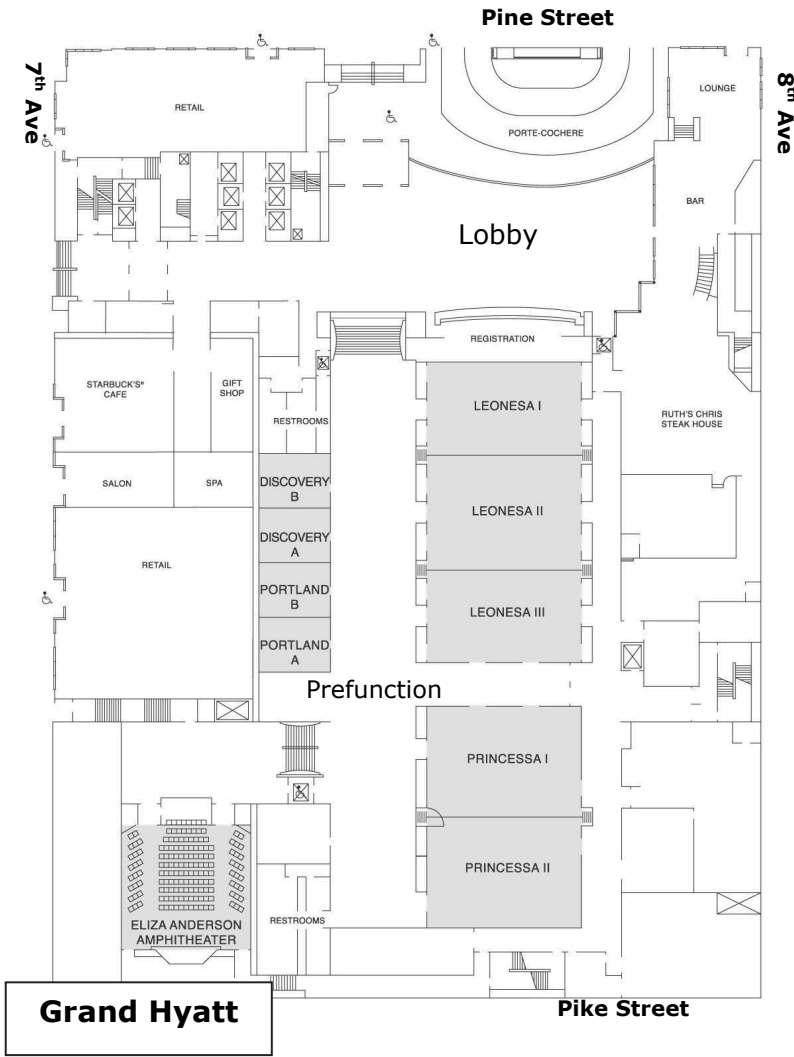 Pine Street
7th Ave
8th Ave
LOUNGE
RETAIL
PORTE-COCHERE
BAR
Lobby
REGISTRATION
STARBUCK'S®
CAFE
GIFT
SHOP
LEONESA I
RUTH'S CHRIS
STEAK HOUSE
RESTROOMS
SALON
SPA
DISCOVERY
B
LEONESA II
DISCOVERY
A
RETAIL
PORTLAND
B
LEONESA III
PORTLAND
A
Prefunction
PRINCESSA I
PRINCESSA II
ELIZA ANDERSON
AMPHITHEATER
RESTROOMS
Grand Hyatt
Pike Street